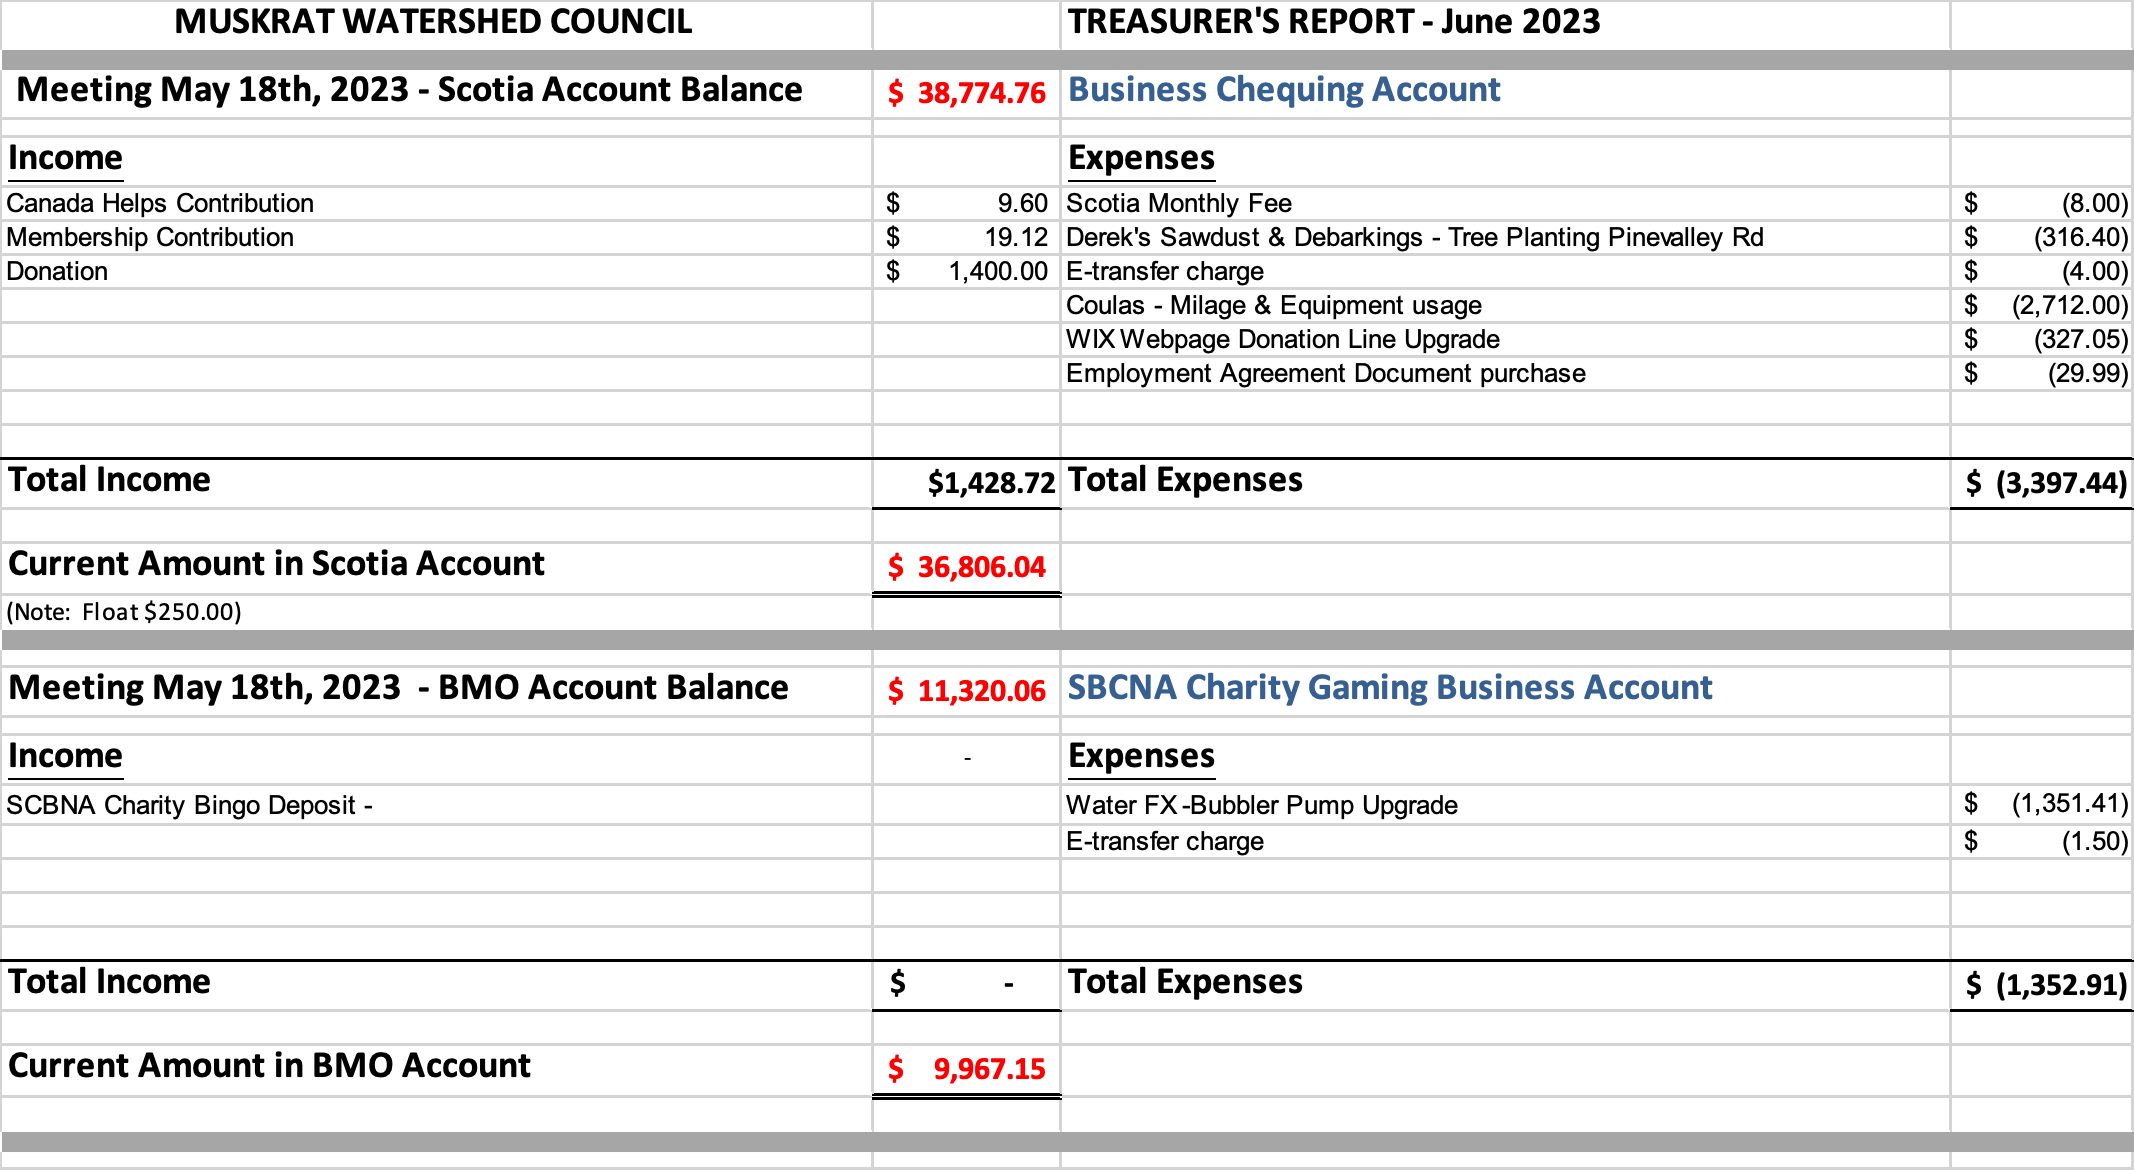 MUSKRAT WATERSHED COUNCIL TREASURER'S REPORT - June 2023
Meeting May 18th, 2023 - Scotia Account Balance $ 38,774.76 Business Chequing Account
Income Expenses
Canada Helps Contribution $ 9.60 Scotia Monthly Fee $ (8.00)
Membership Contribution $ 19.12 Derek's Sawdust & Debarkings - Tree Planting Pinevalley Rd $ (316.40)
Donation $ 1,400.00 E-transfer charge $ (4.00)
Coulas - Milage & Equipment usage $ (2,712.00)
WIX Webpage Donation Line Upgrade $ (327.05)
Employment Agreement Document purchase $ (29.99)
Total Income $1,428.72 Total Expenses $ (3,397.44)
Current Amount in Scotia Account $ 36,806.04
(Note: Float $250.00)
Meeting May 18th, 2023 - BMO Account Balance $ 11,320.06 SBCNA Charity Gaming Business Account
Income - Expenses
SCBNA Charity Bingo Deposit - Water FX -Bubbler Pump Upgrade $ (1,351.41)
E-transfer charge $ (1.50)
Total Income $ - Total Expenses $ (1,352.91)
Current Amount in BMO Account $ 9,967.15